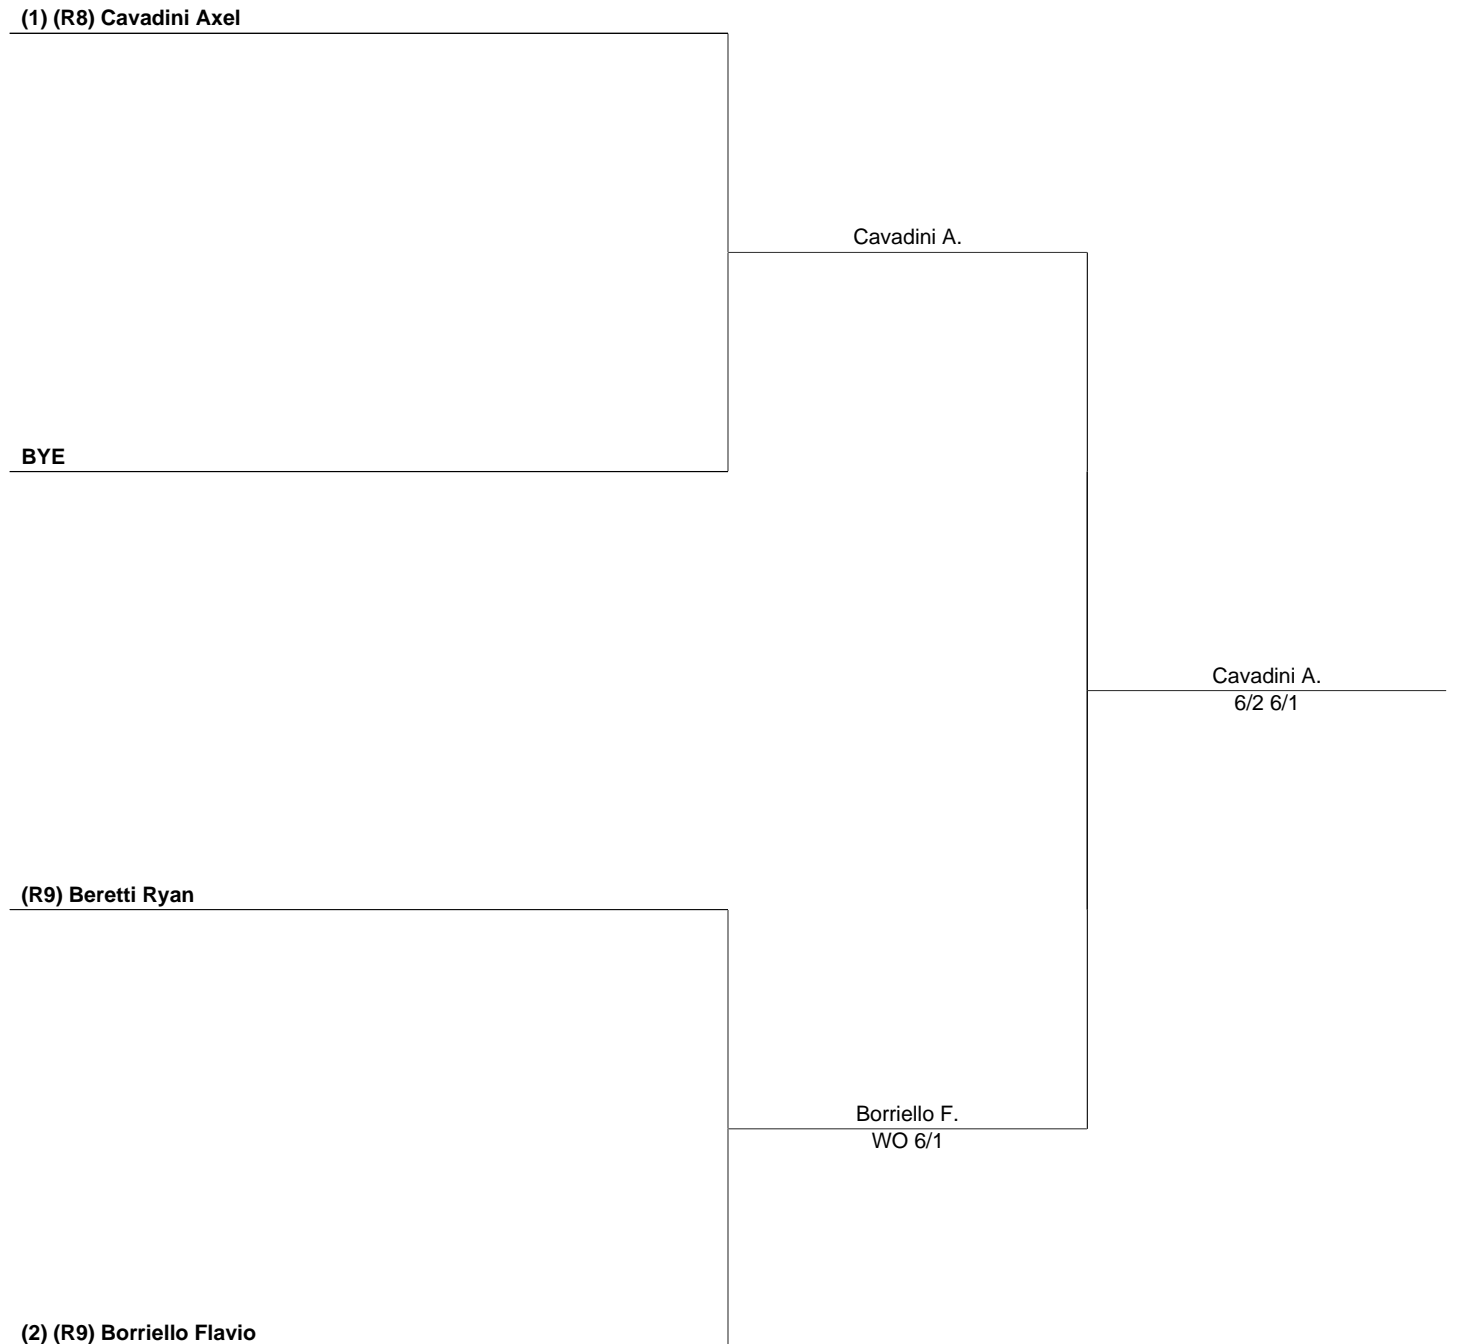 (1) (R8) Cavadini Axel
Cavadini A.
BYE
Cavadini A.
6/2 6/1
(R9) Beretti Ryan
Borriello F.
WO 6/1
(2) (R9) Borriello Flavio